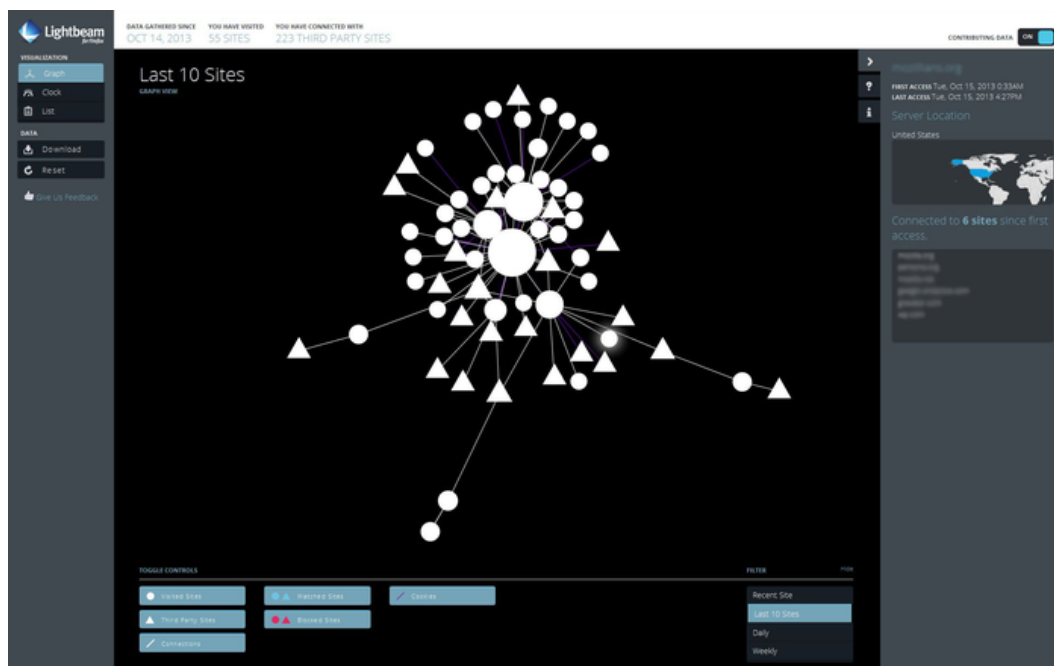 Lightbeam
for Firefox
DATA GATHERED SINCE
OCT 14, 2013
YOU HAVE VISITED
55 SITES
YOU HAVE CONNECTED WITH
223 THIRD PARTY SITES
CONTRIBUTING DATA ON
VISUALIZATION
Graph
Clock
List
DATA
Download
Reset
Give Us Feedback
Last 10 Sites
GRAPH VIEW
?
i
FIRST ACCESS Tue, Oct 15, 2013 0:33AM
LAST ACCESS Tue, Oct 15, 2013 4:27PM
Server Location
United States
Connected to 6 sites since first
access.
TOGGLE CONTROLS
Visited Sites
Watched Sites
Cookies
Third Party Sites
Blocked Sites
Connections
FILTER
Recent Site
Last 10 Sites
Daily
Weekly